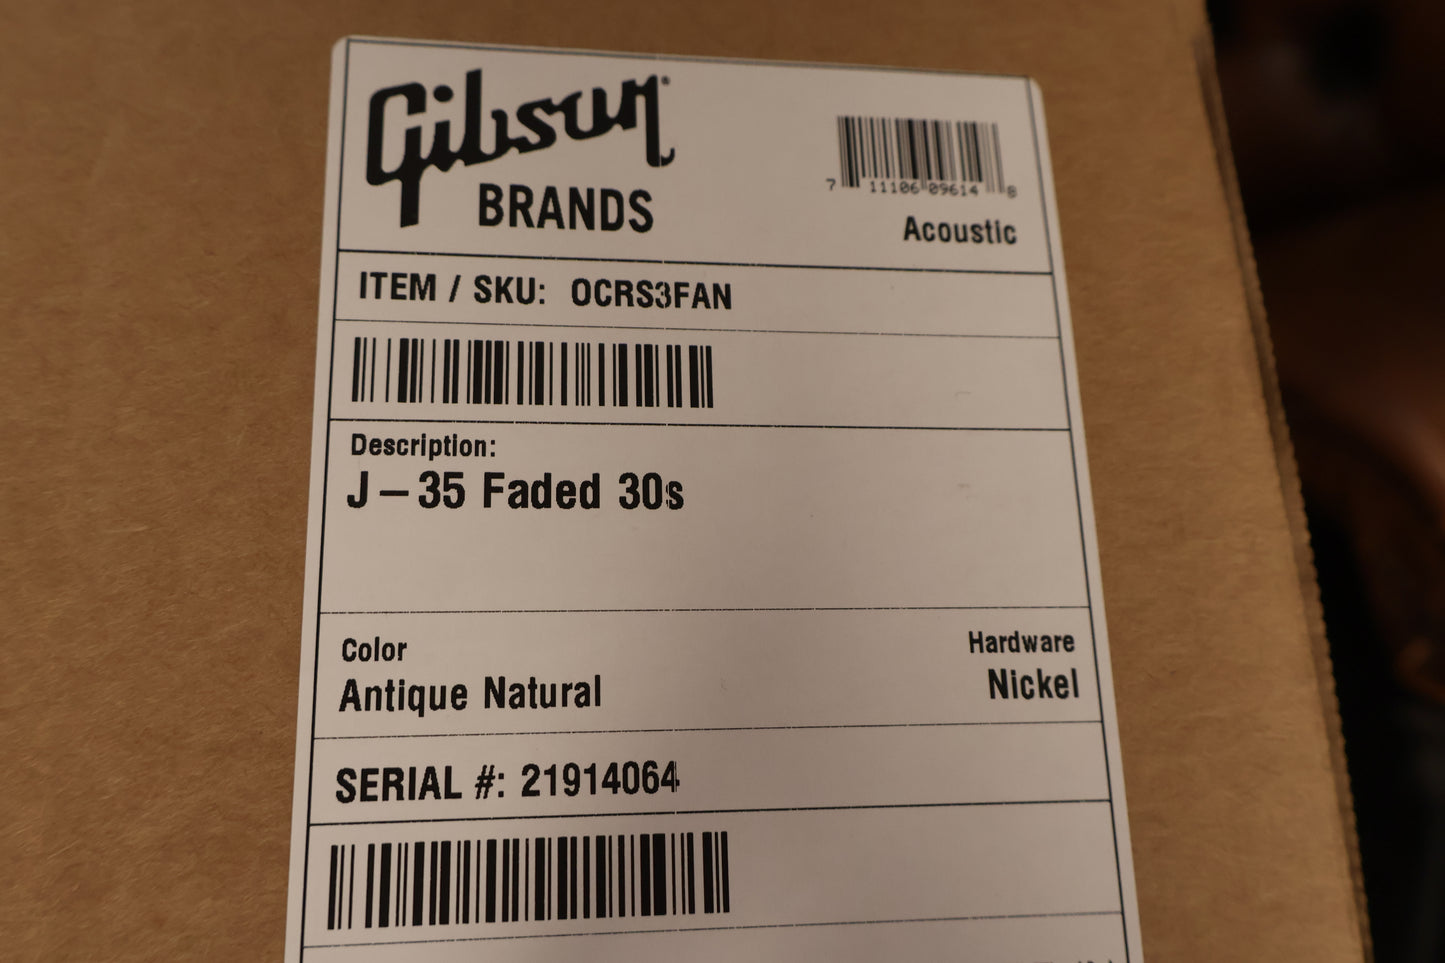 Gibson®
BRANDS
7 11106 09614 8
Acoustic
ITEM / SKU: OCRS3FAN
Description:
J-35 Faded 30s
Color
Hardware
Antique Natural
Nickel
SERIAL #: 21914064